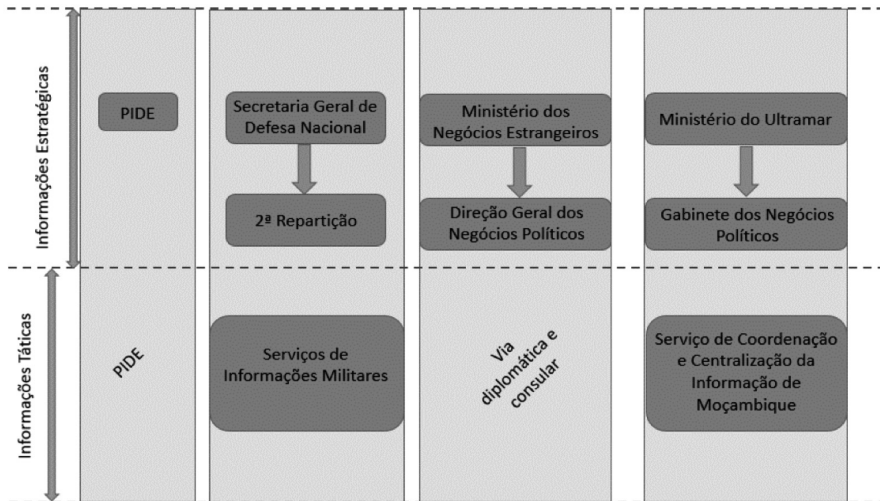 Informações Estratégicas
PIDE
Secretaria Geral de
Defesa Nacional
2ª Repartição
Ministério dos
Negócios Estrangeiros
Direção Geral dos
Negócios Políticos
Ministério do Ultramar
Gabinete dos Negócios
Políticos
Informações Táticas
PIDE
Serviços de
Informações Militares
Via
diplomática e
consular
Serviço de Coordenação
e Centralização da
Informação de
Moçambique